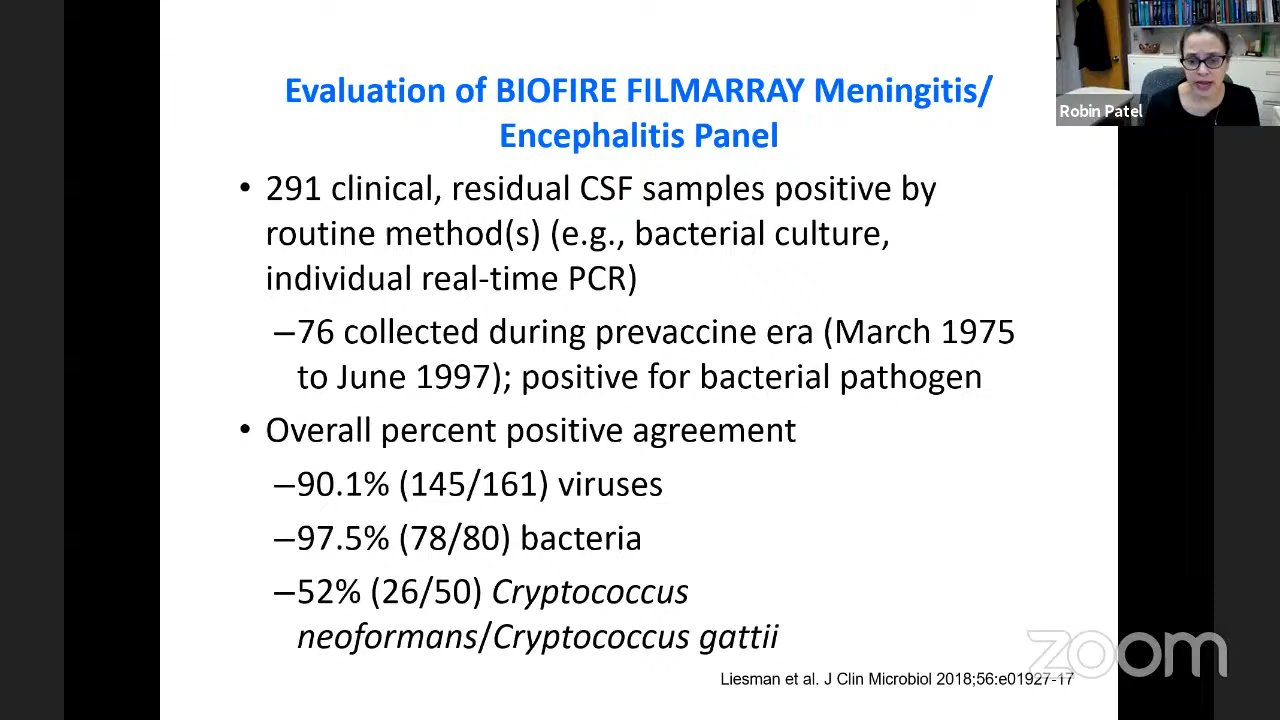 Evaluation of BIOFIRE FILMARRAY Meningitis/
Encephalitis Panel
Robin Patel
• 291 clinical, residual CSF samples positive by
routine method(s) (e.g., bacterial culture,
individual real-time PCR)
–76 collected during prevaccine era (March 1975
to June 1997); positive for bacterial pathogen
• Overall percent positive agreement
–90.1% (145/161) viruses
–97.5% (78/80) bacteria
–52% (26/50) Cryptococcus
neoformans/Cryptococcus gattii
zoom
Liesman et al. J Clin Microbiol 2018;56:e01927-17